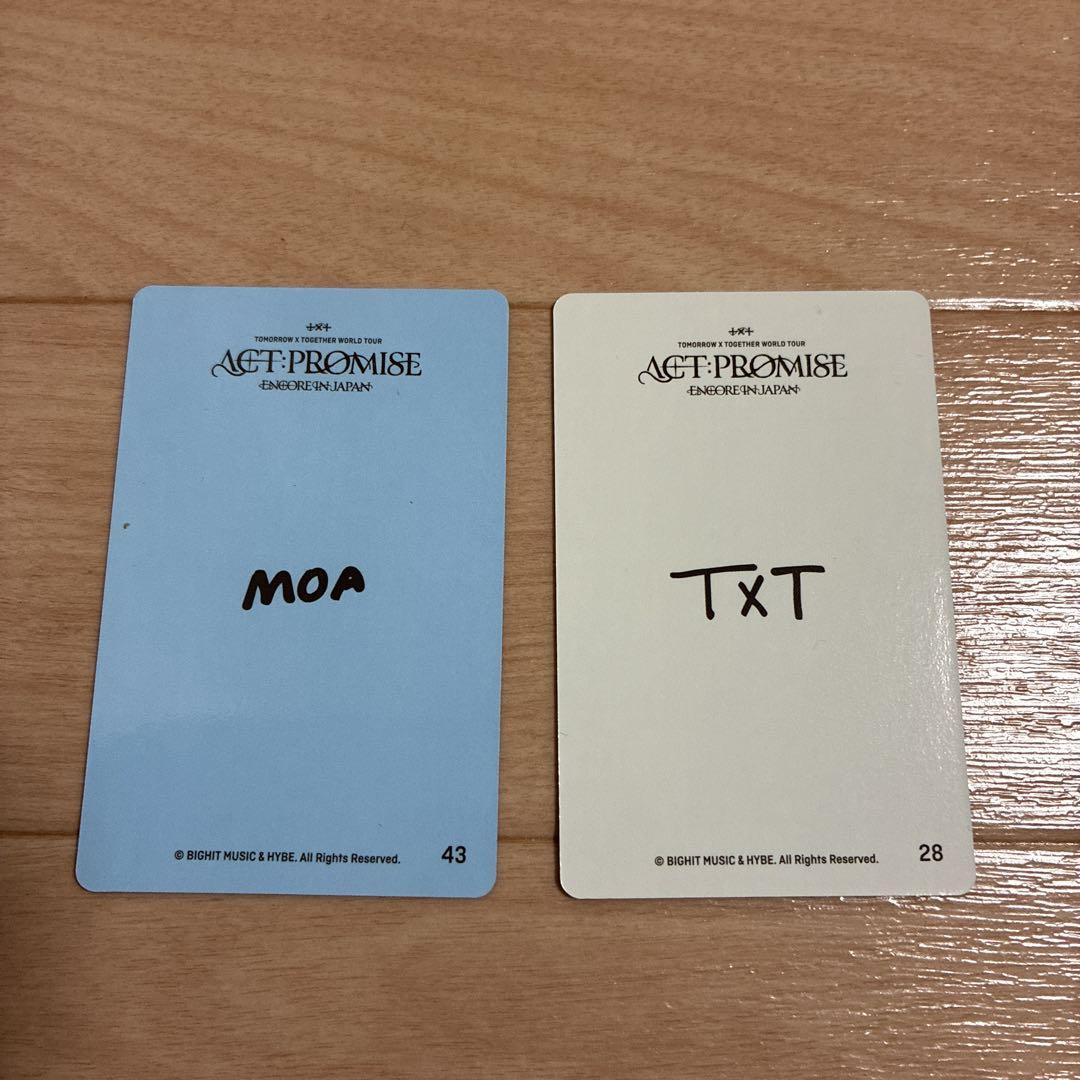 TXT
TOMORROW X TOGETHER WORLD TOUR
ACT:PROMISE
ENCORE IN JAPAN
MOA
© BIGHIT MUSIC & HYBE. All Rights Reserved.
43
TXT
TOMORROW X TOGETHER WORLD TOUR
ACT:PROMISE
ENCORE IN JAPAN
TXT
© BIGHIT MUSIC & HYBE. All Rights Reserved.
28